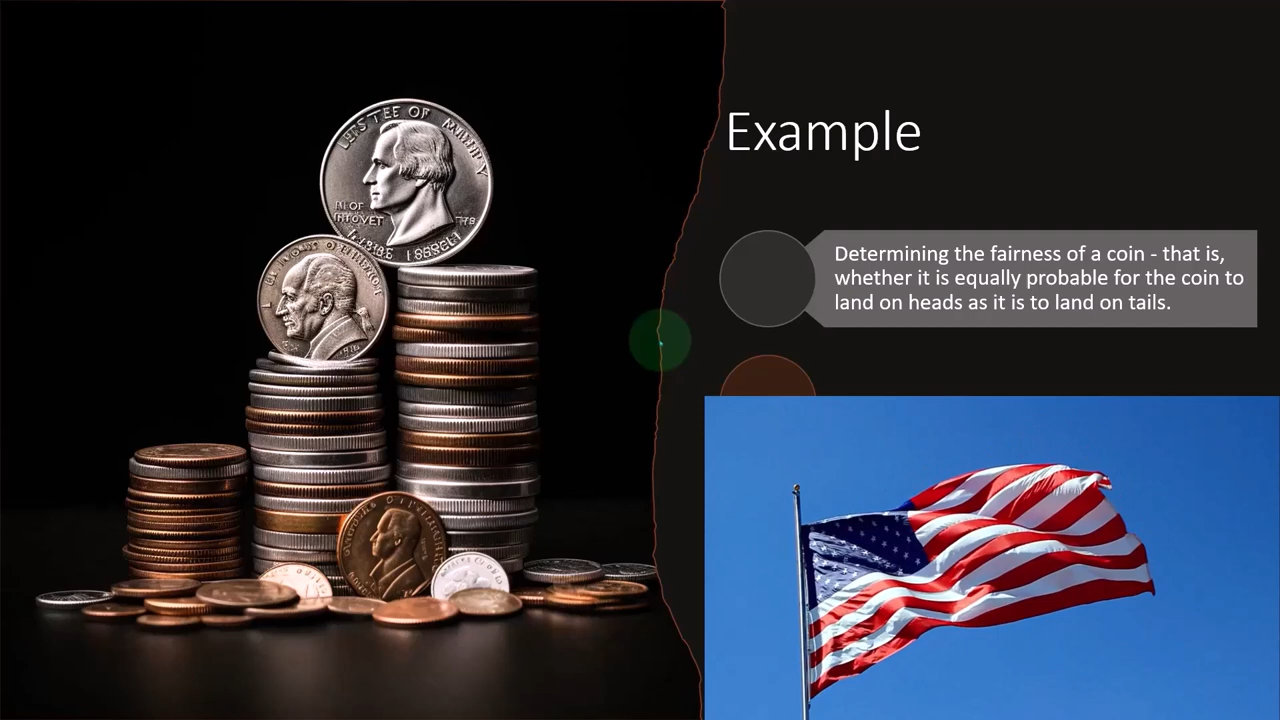 Example
Determining the fairness of a coin - that is,
whether it is equally probable for the coin to
land on heads as it is to land on tails.